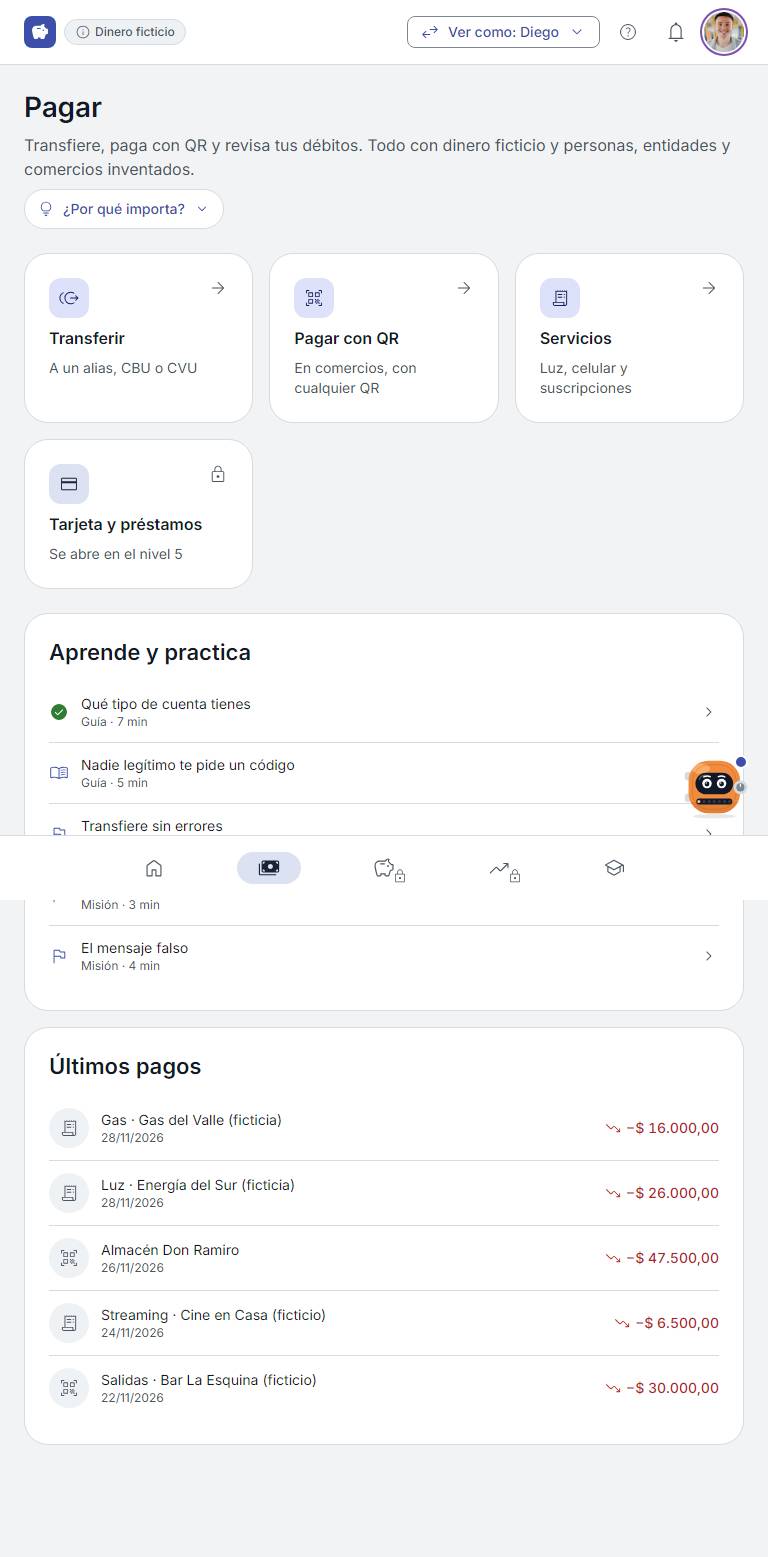 Dinero ficticio
Ver como: Diego
Pagar
Transfiere, paga con QR y revisa tus débitos. Todo con dinero ficticio y personas, entidades y
comercios inventados.
¿Por qué importa?
Transferir
A un alias, CBU o CVU
Pagar con QR
En comercios, con
cualquier QR
Servicios
Luz, celular y
suscripciones
Tarjeta y préstamos
Se abre en el nivel 5
Aprende y practica
Qué tipo de cuenta tienes
Guía · 7 min
Nadie legítimo te pide un código
Guía · 5 min
Transfiere sin errores
Misión · 3 min
El mensaje falso
Misión · 4 min
Últimos pagos
Gas · Gas del Valle (ficticia)
28/11/2026
−$ 16.000,00
Luz · Energía del Sur (ficticia)
28/11/2026
−$ 26.000,00
Almacén Don Ramiro
26/11/2026
−$ 47.500,00
Streaming · Cine en Casa (ficticio)
24/11/2026
−$ 6.500,00
Salidas · Bar La Esquina (ficticio)
22/11/2026
−$ 30.000,00